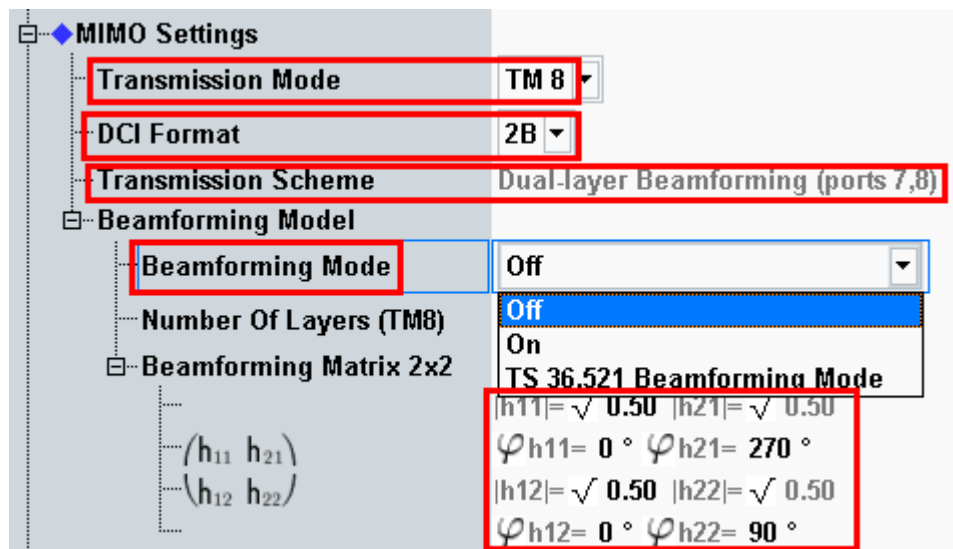 MIMO Settings
Transmission Mode TM 8
DCI Format 2B
Transmission Scheme Dual-layer Beamforming (ports 7,8)
Beamforming Model
Beamforming Mode Off
Off
Number Of Layers (TM8)
On
Beamforming Matrix 2x2
TS 36.521 Beamforming Mode
|h11|= √ 0.50 |h21|= √ 0.50
φh11= 0 ° φh21= 270 °
(h₁₁ h₂₁)
(h₁₂ h₂₂)
|h12|= √ 0.50 |h22|= √ 0.50
φh12= 0 ° φh22= 90 °